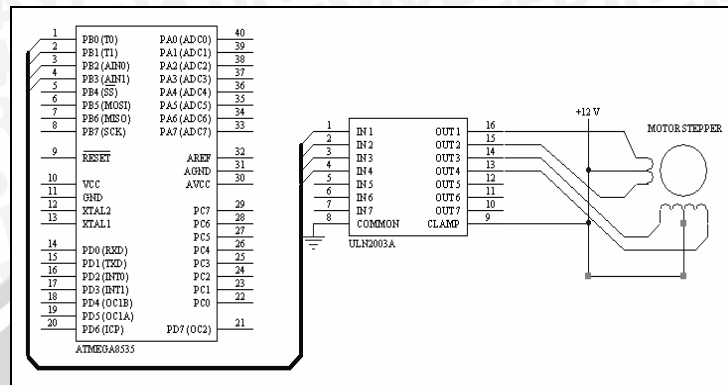 1 PB0 (T0) PA0 (ADC0) 40
2 PB1 (T1) PA1 (ADC1) 39
3 PB2 (AIN0) PA2 (ADC2) 38
4 PB3 (AIN1) PA3 (ADC3) 37
5 PB4 (SS) PA4 (ADC4) 36
6 PB5 (MOSI) PA5 (ADC5) 35
7 PB6 (MISO) PA6 (ADC6) 34
8 PB7 (SCK) PA7 (ADC7) 33
9 RESET AREF 32
AGND 31
10 VCC AVCC 30
11 GND
12 XTAL2 PC7 29
13 XTAL1 PC6 28
PC5 27
14 PD0 (RXD) PC4 26
15 PD1 (TXD) PC3 25
16 PD2 (INT0) PC2 24
17 PD3 (INT1) PC1 23
18 PD4 (OC1B) PC0 22
19 PD5 (OC1A)
20 PD6 (ICP) PD7 (OC2) 21
ATMEGA8535
1 IN 1 OUT 1 16
2 IN 2 OUT 2 15
3 IN 3 OUT 3 14
4 IN 4 OUT 4 13
5 IN 5 OUT 5 12
6 IN 6 OUT 6 11
7 IN 7 OUT 7 10
8 COMMON CLAMP 9
ULN2003A
+12 V
MOTOR STEPPER